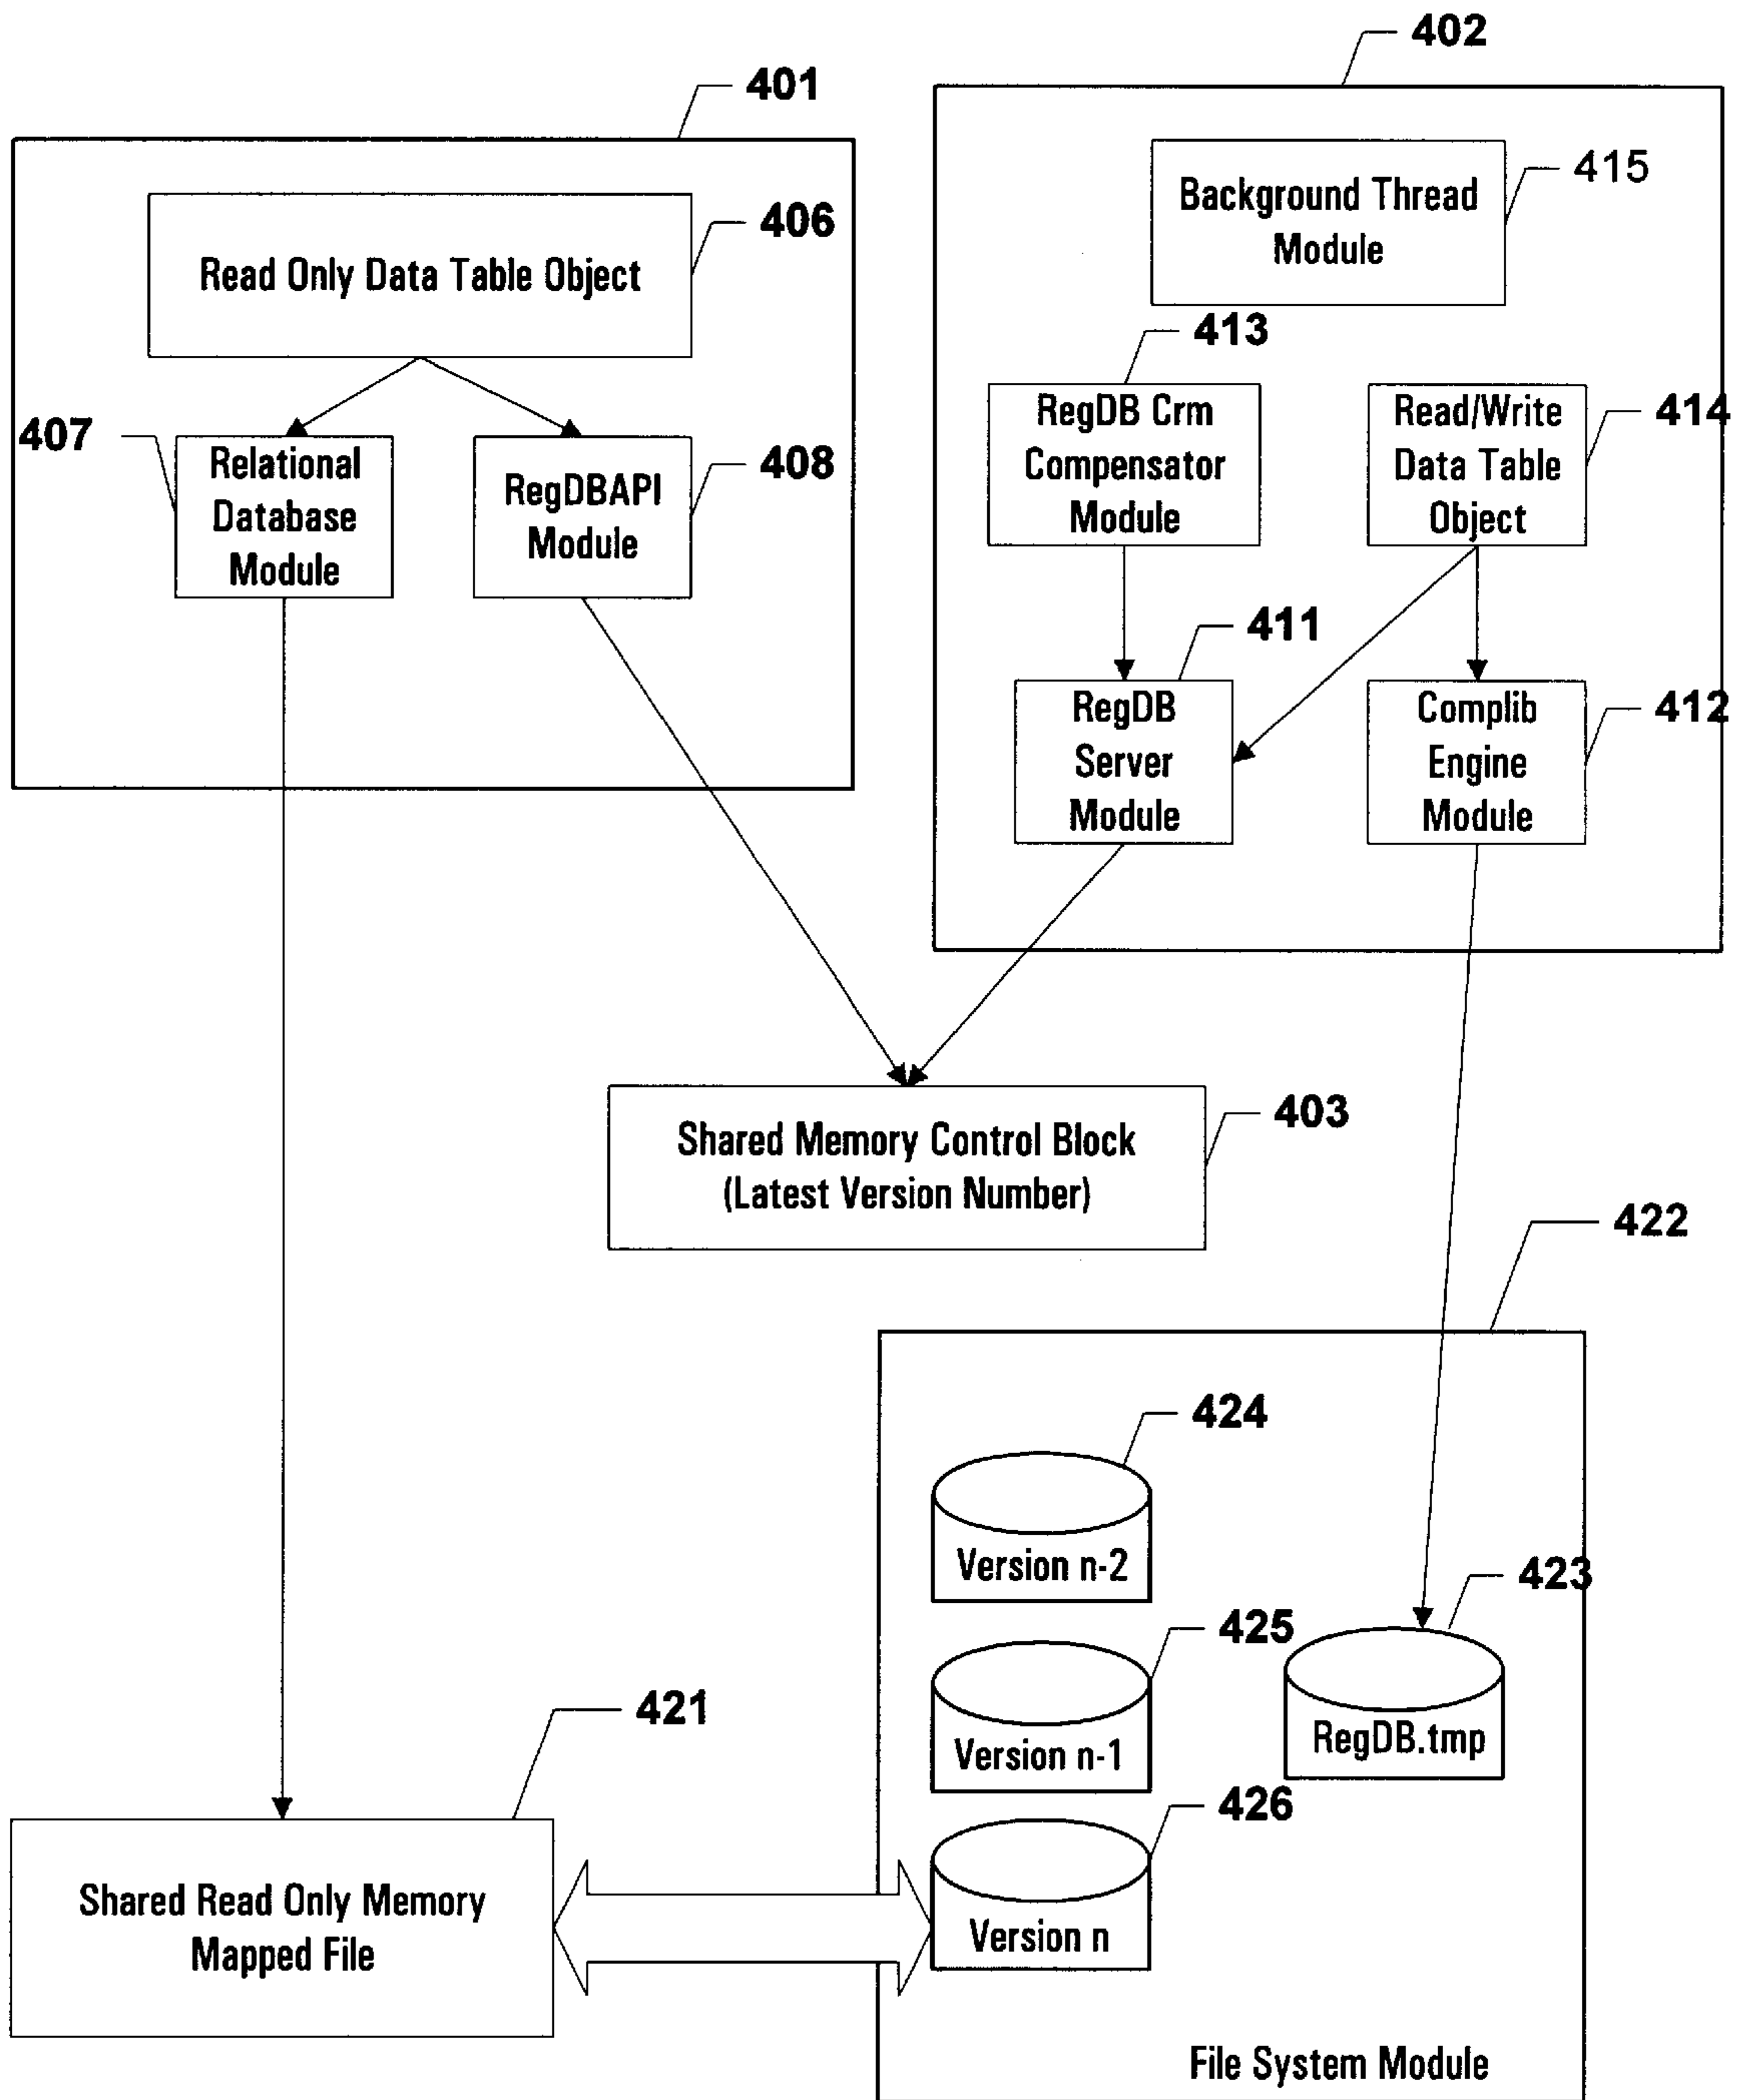 402
401
415
Background Thread
Module
406
Read Only Data Table Object
413
407
Relational
Database
Module
RegDBAPI
Module
408
RegDB Crm
Compensator
Module
Read/Write
Data Table
Object
414
411
RegDB
Server
Module
Complib
Engine
Module
412
Shared Memory Control Block
(Latest Version Number)
403
422
424
Version n-2
423
425
Version n-1
RegDB.tmp
421
426
Shared Read Only Memory
Mapped File
Version n
File System Module